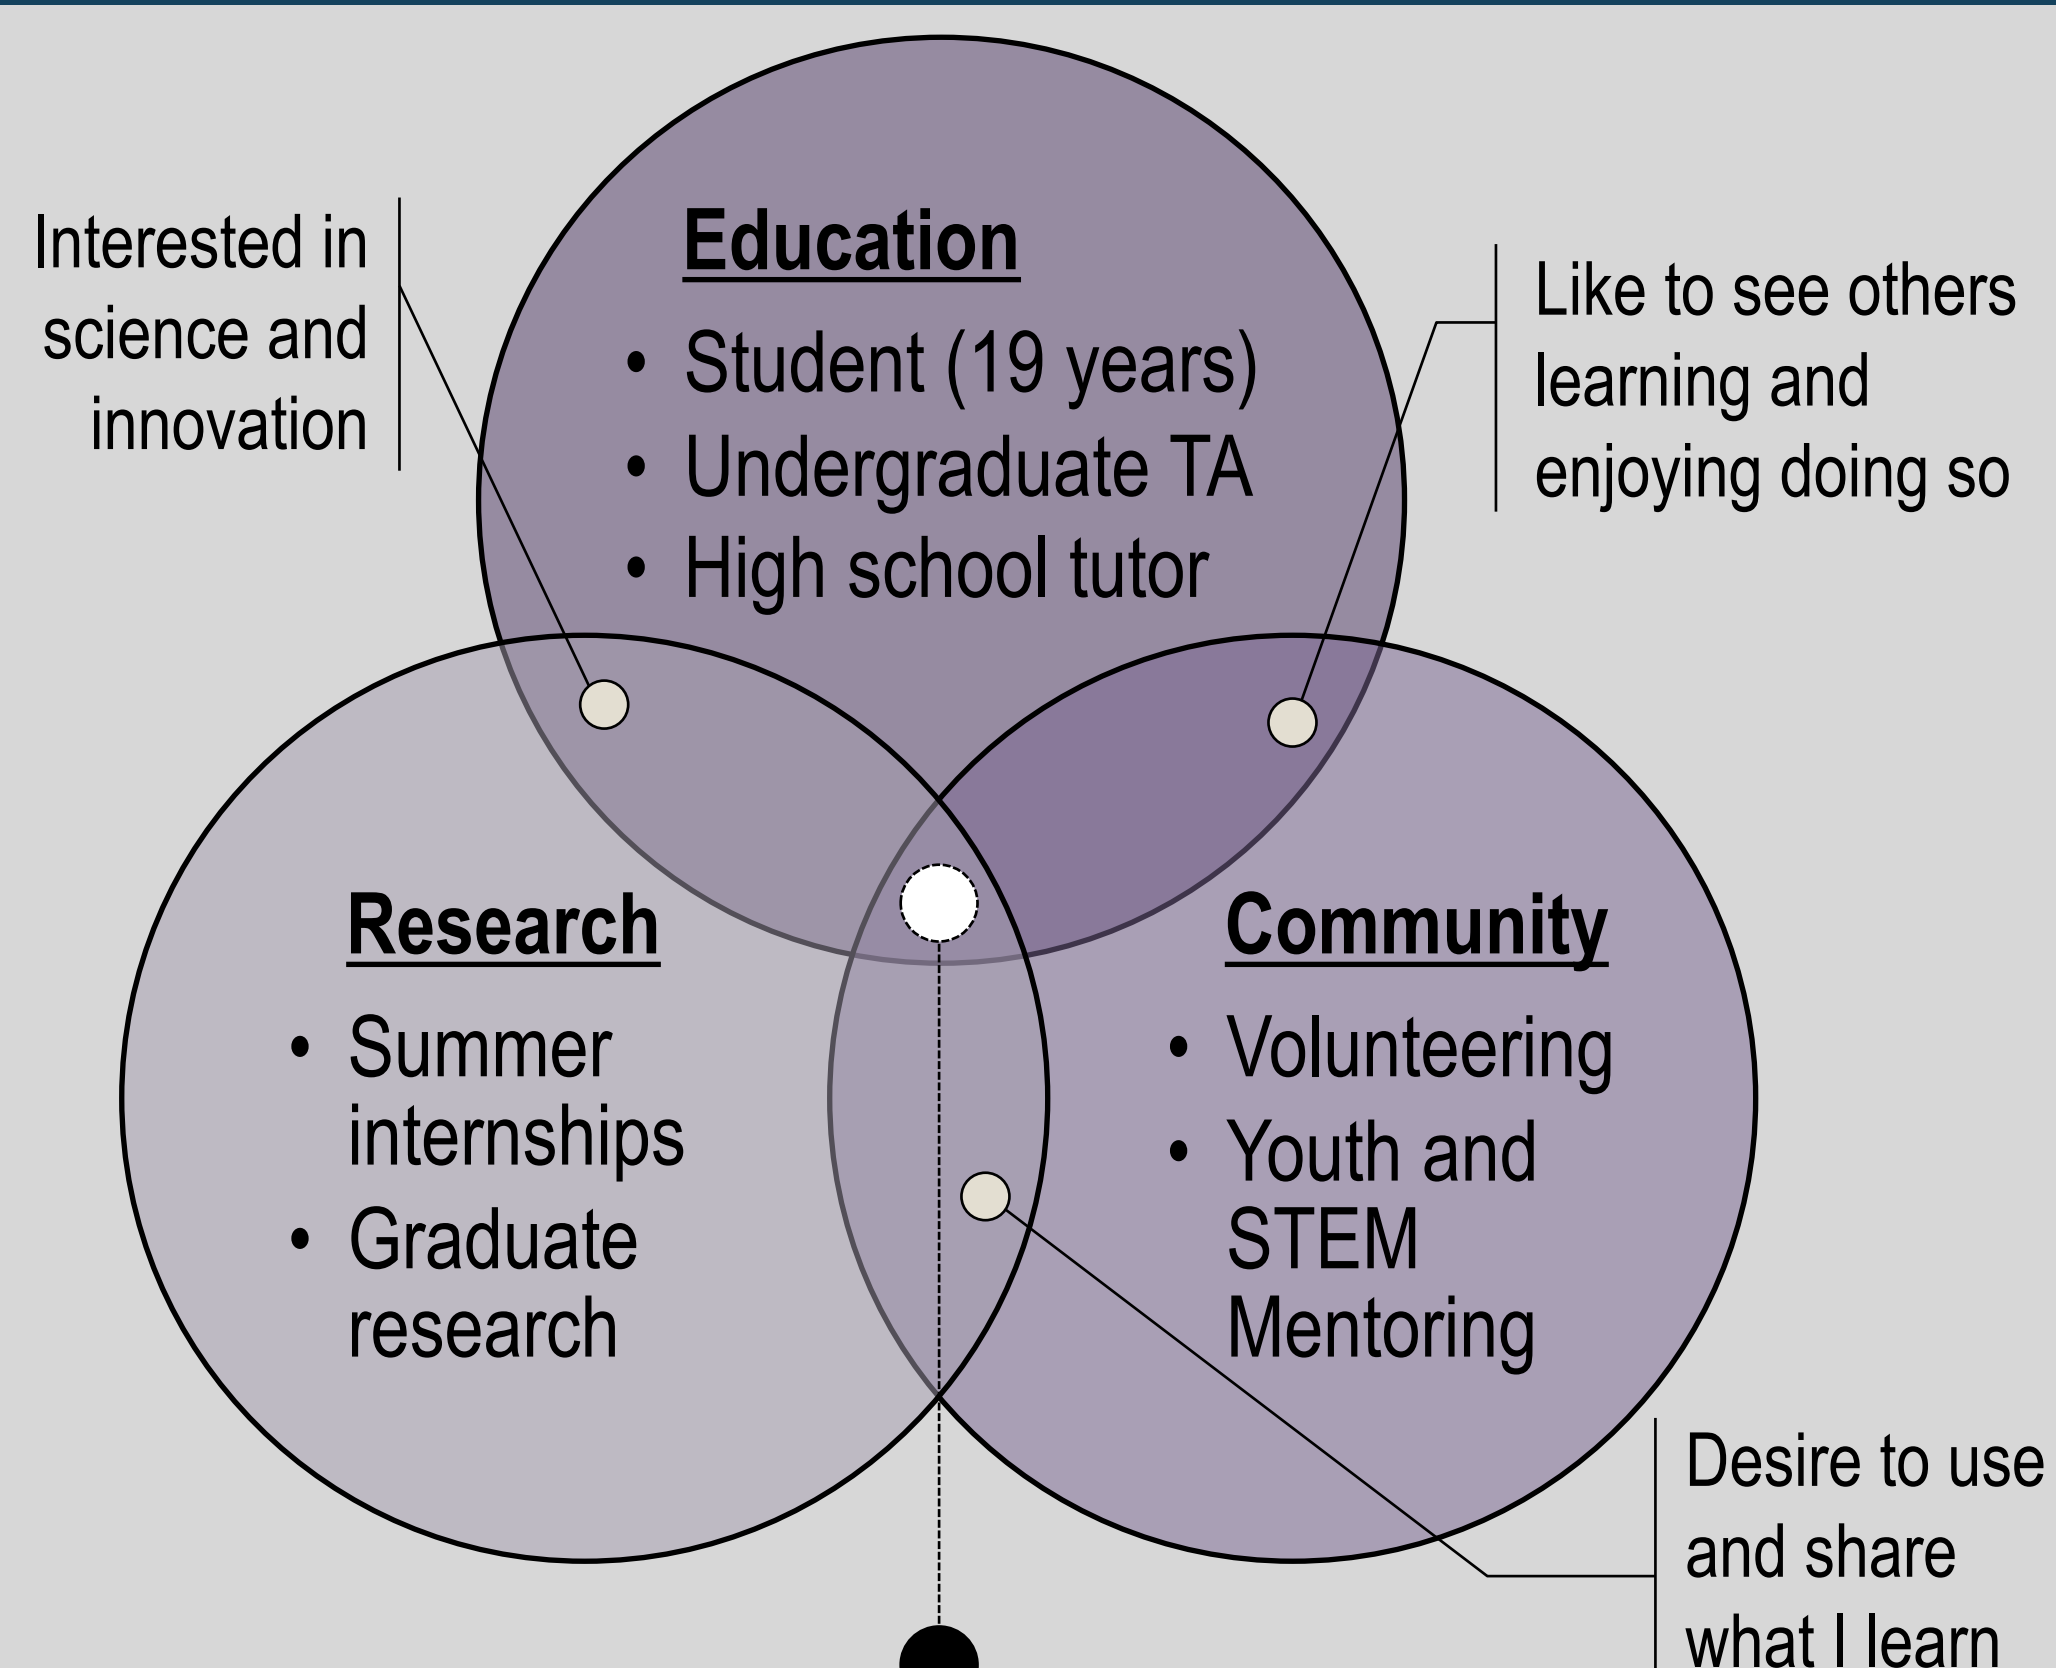 Interested in
science and
innovation
Education
• Student (19 years)
• Undergraduate TA
• High school tutor
Like to see others
learning and
enjoying doing so
Research
• Summer
internships
• Graduate
research
Community
• Volunteering
• Youth and
STEM
Mentoring
Desire to use
and share
what I learn